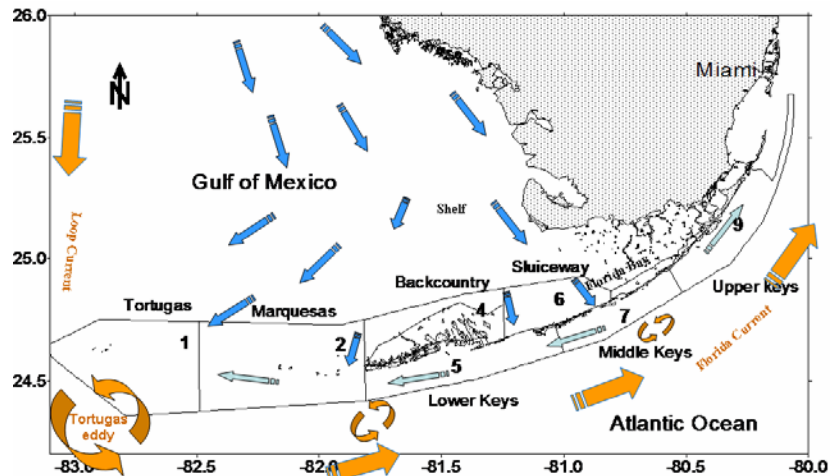 26.0
Miami
N
25.5
Gulf of Mexico
Loop Current
Shelf
25.0
Florida Bay
9
Sluiceway
Backcountry
Upper keys
Tortugas
Marquesas
4
6
1
2
7
5
Middle Keys
Florida Current
24.5
Lower Keys
Tortugas
eddy
Atlantic Ocean
-83.0
-82.5
-82.0
-81.5
-81.0
-80.5
-80.0